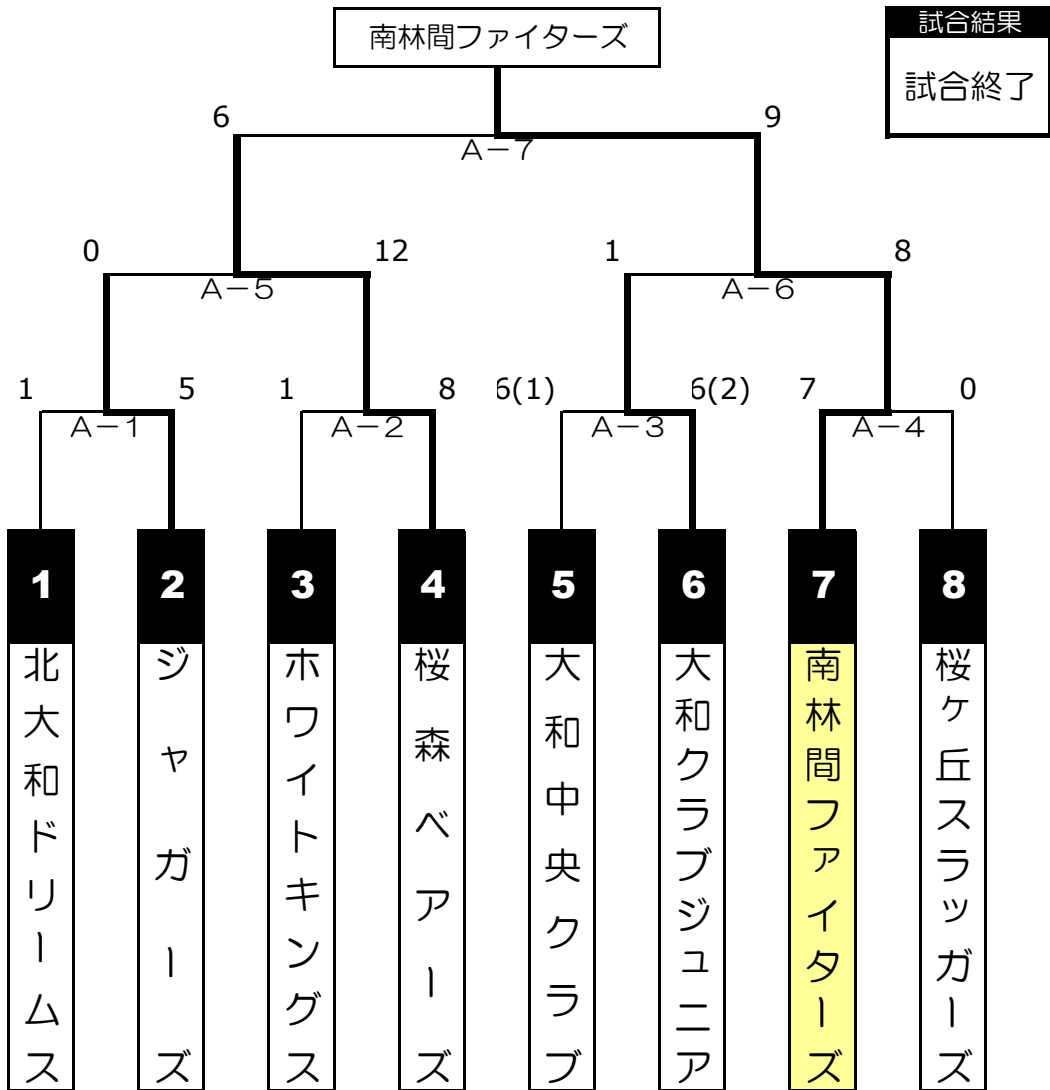 南林間ファイターズ
試合結果
試合終了
6
9
A-7
0
12
1
8
A-5
A-6
1
5
1
8
6(1)
6(2)
7
0
A-1
A-2
A-3
A-4
1
2
3
4
5
6
7
8
北大和ドリームス
ジャガーズ
ホワイトキングス
桜森ベアーズ
大和中央クラブ
大和クラブジュニア
南林間ファイターズ
桜ケ丘スラッガーズ